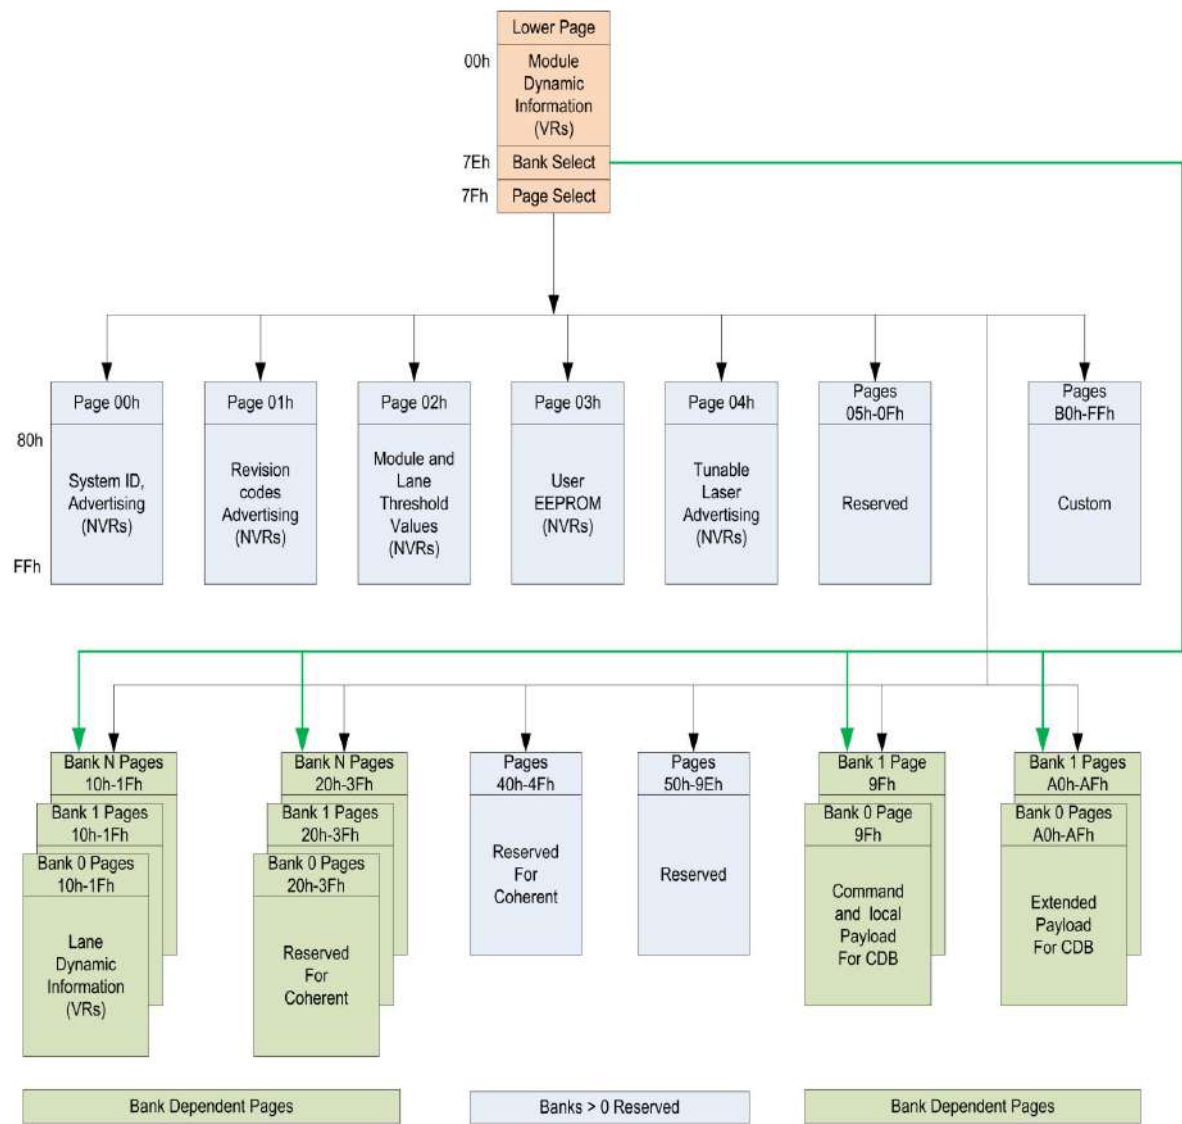 Lower Page
00h
Module
Dynamic
Information
(VRs)
7Eh
Bank Select
7Fh
Page Select
Page 00h
80h
System ID,
Advertising
(NVRs)
FFh
Page 01h
Revision
codes
Advertising
(NVRs)
Page 02h
Module and
Lane
Threshold
Values
(NVRs)
Page 03h
User
EEPROM
(NVRs)
Page 04h
Tunable
Laser
Advertising
(NVRs)
Pages
05h-0Fh
Reserved
Pages
B0h-FFh
Custom
Bank N Pages
10h-1Fh
Bank 1 Pages
10h-1Fh
Bank 0 Pages
10h-1Fh
Lane
Dynamic
Information
(VRs)
Bank N Pages
20h-3Fh
Bank 1 Pages
20h-3Fh
Bank 0 Pages
20h-3Fh
Reserved
For
Coherent
Pages
40h-4Fh
Reserved
For
Coherent
Pages
50h-9Eh
Reserved
Bank 1 Page
9Fh
Bank 0 Page
9Fh
Command
and local
Payload
For CDB
Bank 1 Pages
A0h-AFh
Bank 0 Pages
A0h-AFh
Extended
Payload
For CDB
Bank Dependent Pages
Banks > 0 Reserved
Bank Dependent Pages